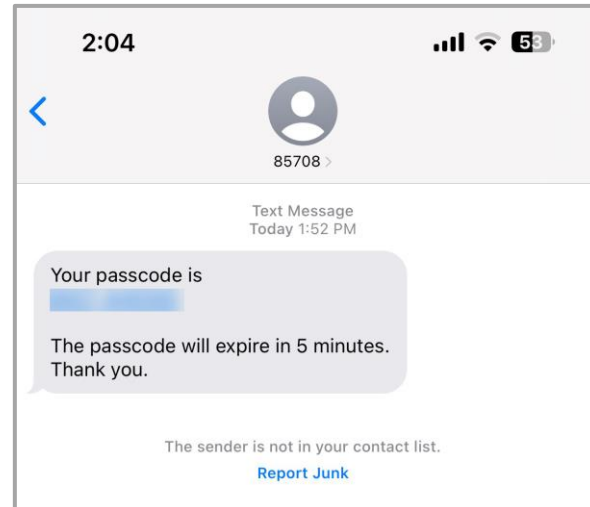 2:04
53
85708
Text Message
Today 1:52 PM
Your passcode is
The passcode will expire in 5 minutes.
Thank you.
The sender is not in your contact list.
Report Junk